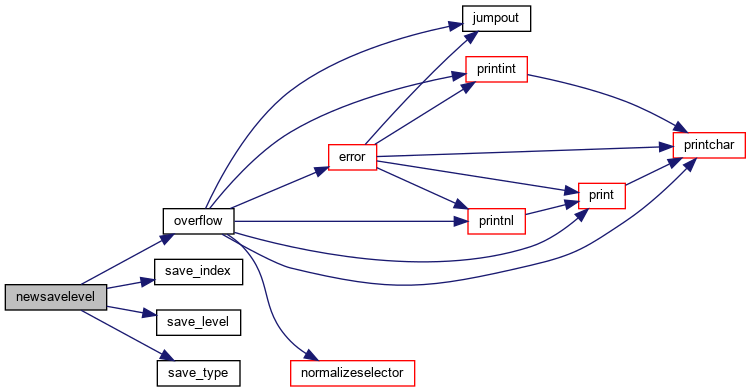 jumpout
printint
printchar
error
print
overflow
printnl
save_index
newsavelevel
save_level
save_type
normalizeselector